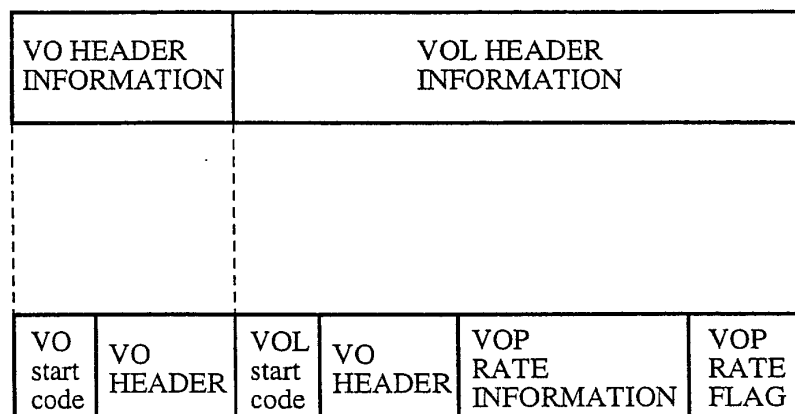 VO HEADER
INFORMATION
VOL HEADER
INFORMATION
VO
start
code
VO
HEADER
VOL
start
code
VO
HEADER
VOP
RATE
INFORMATION
VOP
RATE
FLAG